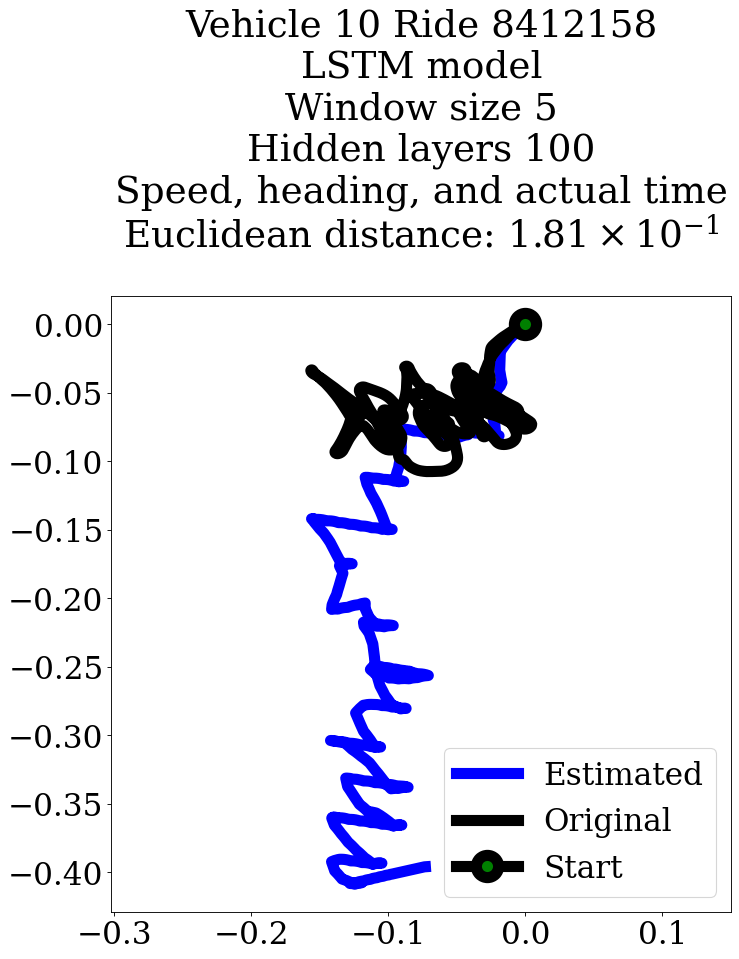 Vehicle 10 Ride 8412158
LSTM model
Window size 5
Hidden layers 100
Speed, heading, and actual time
Euclidean distance: 1.81 × 10⁻¹
0.00
−0.05
−0.10
−0.15
−0.20
−0.25
−0.30
−0.35
−0.40
Estimated
Original
Start
−0.3 −0.2 −0.1 0.0 0.1